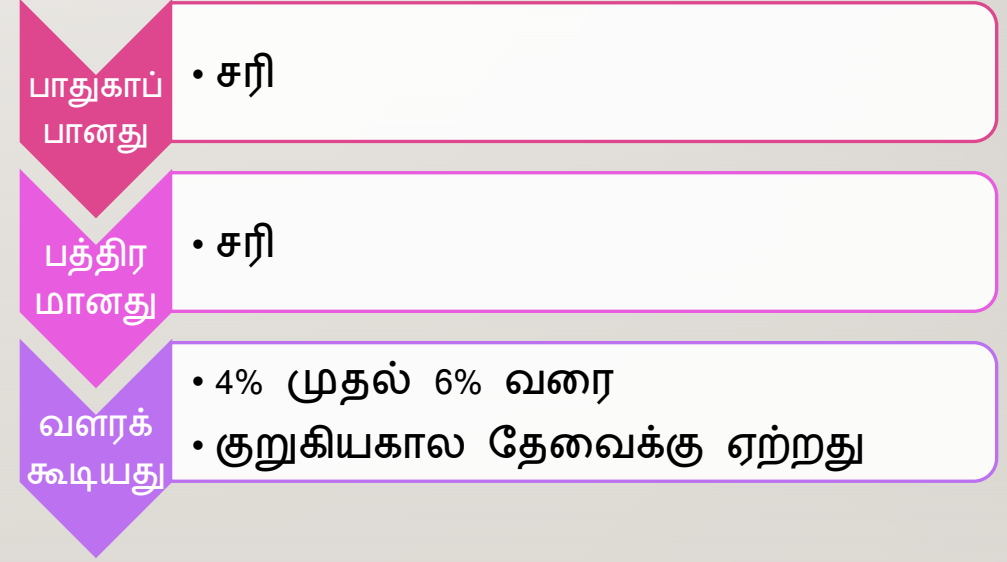 பாதுகாப்
பானது
• சரி
பத்திர
மானது
• சரி
வளரக்
கூடியது
• 4% முதல் 6% வரை
• குறுகியகால தேவைக்கு ஏற்றது